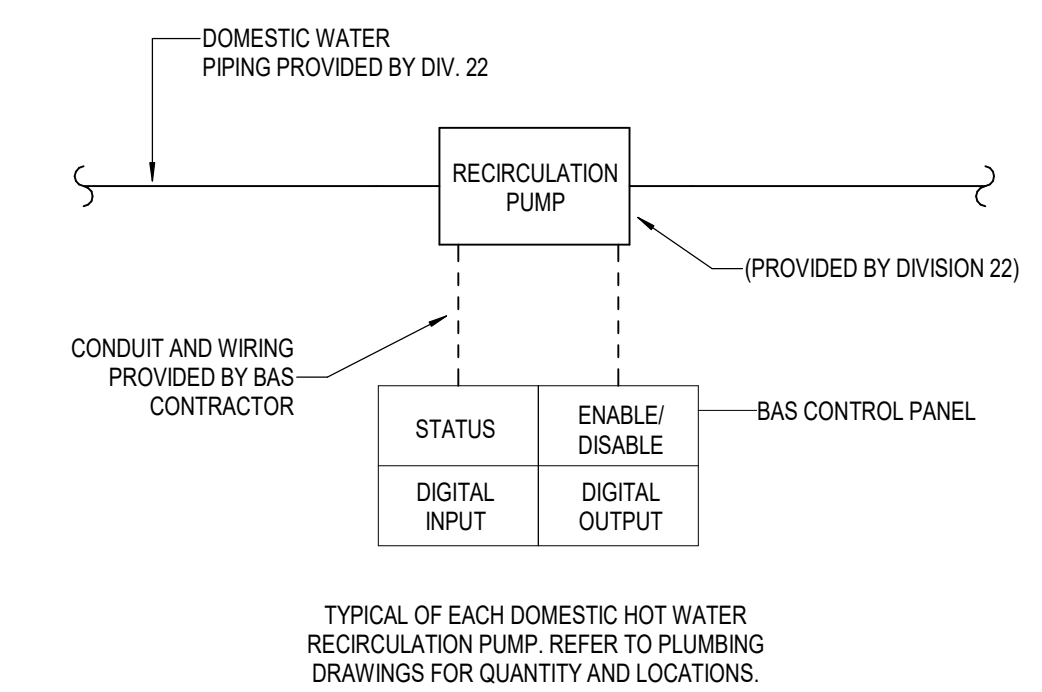 DOMESTIC WATER
PIPING PROVIDED BY DIV. 22
RECIRCULATION
PUMP
(PROVIDED BY DIVISION 22)
CONDUIT AND WIRING
PROVIDED BY BAS
CONTRACTOR
STATUS
ENABLE/
DISABLE
BAS CONTROL PANEL
DIGITAL
INPUT
DIGITAL
OUTPUT
TYPICAL OF EACH DOMESTIC HOT WATER
RECIRCULATION PUMP. REFER TO PLUMBING
DRAWINGS FOR QUANTITY AND LOCATIONS.